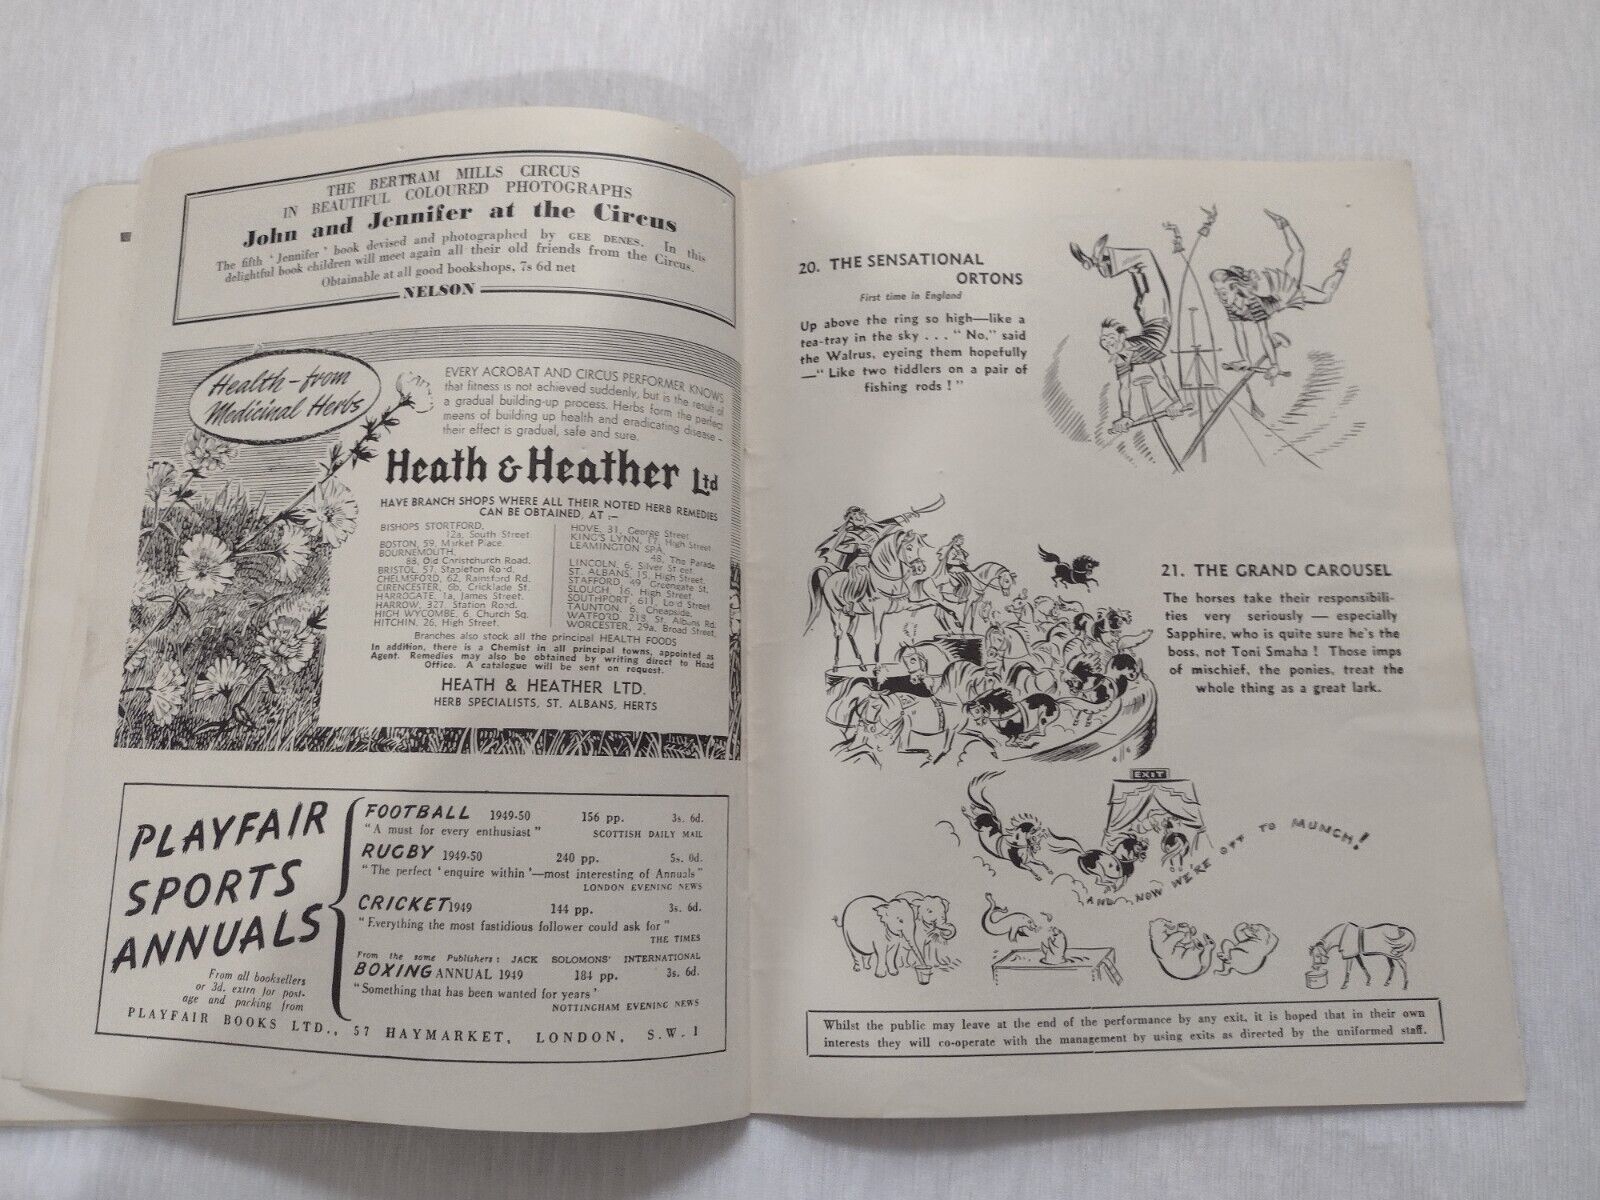 THE BERTRAM MILLS CIRCUS
IN BEAUTIFUL COLOURED PHOTOGRAPHS
John and Jennifer at the Circus
The fifth ‘Jennifer’ book devised and photographed by GEE DENES. In this
delightful book children will meet again all their old friends from the Circus.
Obtainable at all good bookshops, 7s 6d net
NELSON
Health-from
Medicinal Herbs
EVERY ACROBAT AND CIRCUS PERFORMER KNOWS
that fitness is not achieved suddenly, but is the result of
a gradual building-up process. Herbs form the perfect
means of building up health and eradicating disease -
their effect is gradual, safe and sure.
Heath & Heather Ltd
HAVE BRANCH SHOPS WHERE ALL THEIR NOTED HERB REMEDIES
CAN BE OBTAINED, AT :-
BISHOPS STORTFORD,
12a, South Street.
BOSTON, 59, Market Place.
BOURNEMOUTH,
88, Old Christchurch Road.
BRISTOL, 57, Stapleton Road.
CHELMSFORD, 62, Rainsford Rd.
CIRENCESTER, 6b, Cricklade St.
HARROGATE, 1a, James Street.
HARROW, 327, Station Road.
HIGH WYCOMBE, 6, Church Sq.
HITCHIN, 26, High Street.
HOVE, 31, George Street.
KING'S LYNN, 17, High Street.
LEAMINGTON SPA,
48, The Parade
LINCOLN, 6, Silver Street.
ST. ALBANS, 15, High Street.
STAFFORD, 49, Greengate St.
SLOUGH, 16, High Street.
SOUTHPORT, 611, Lord Street.
TAUNTON, 6, Cheapside.
WATFORD, 213, St. Albans Rd.
WORCESTER, 29a, Broad Street.
Branches also stock all the principal HEALTH FOODS
In addition, there is a Chemist in all principal towns, appointed as
Agent. Remedies may also be obtained by writing direct to Head
Office. A catalogue will be sent on request.
HEATH & HEATHER LTD.
HERB SPECIALISTS, ST. ALBANS, HERTS
PLAYFAIR
SPORTS
ANNUALS
From all booksellers
or 3d. extra for post-
age and packing from
FOOTBALL 1949-50 156 pp. 3s. 6d.
"A must for every enthusiast" SCOTTISH DAILY MAIL
RUGBY 1949-50 240 pp. 5s. 0d.
"The perfect ‘enquire within’—most interesting of Annuals"
LONDON EVENING NEWS
CRICKET 1949 144 pp. 3s. 6d.
"Everything the most fastidious follower could ask for"
THE TIMES
From the same Publishers: JACK SOLOMONS' INTERNATIONAL
BOXING ANNUAL 1949 184 pp. 3s. 6d.
"Something that has been wanted for years'
NOTTINGHAM EVENING NEWS
PLAYFAIR BOOKS LTD., 57 HAYMARKET, LONDON, S.W.1
20. THE SENSATIONAL
ORTONS
First time in England
Up above the ring so high—like a
tea-tray in the sky . . . "No," said
the Walrus, eyeing them hopefully
—"Like two tiddlers on a pair of
fishing rods!"
21. THE GRAND CAROUSEL
The horses take their responsibili-
ties very seriously — especially
Sapphire, who is quite sure he's the
boss, not Toni Smaha! Those imps
of mischief, the ponies, treat the
whole thing as a great lark.
EXIT
AND NOW WE'RE OFF TO MUNCH!
Whilst the public may leave at the end of the performance by any exit, it is hoped that in their own
interests they will co-operate with the management by using exits as directed by the uniformed staff.